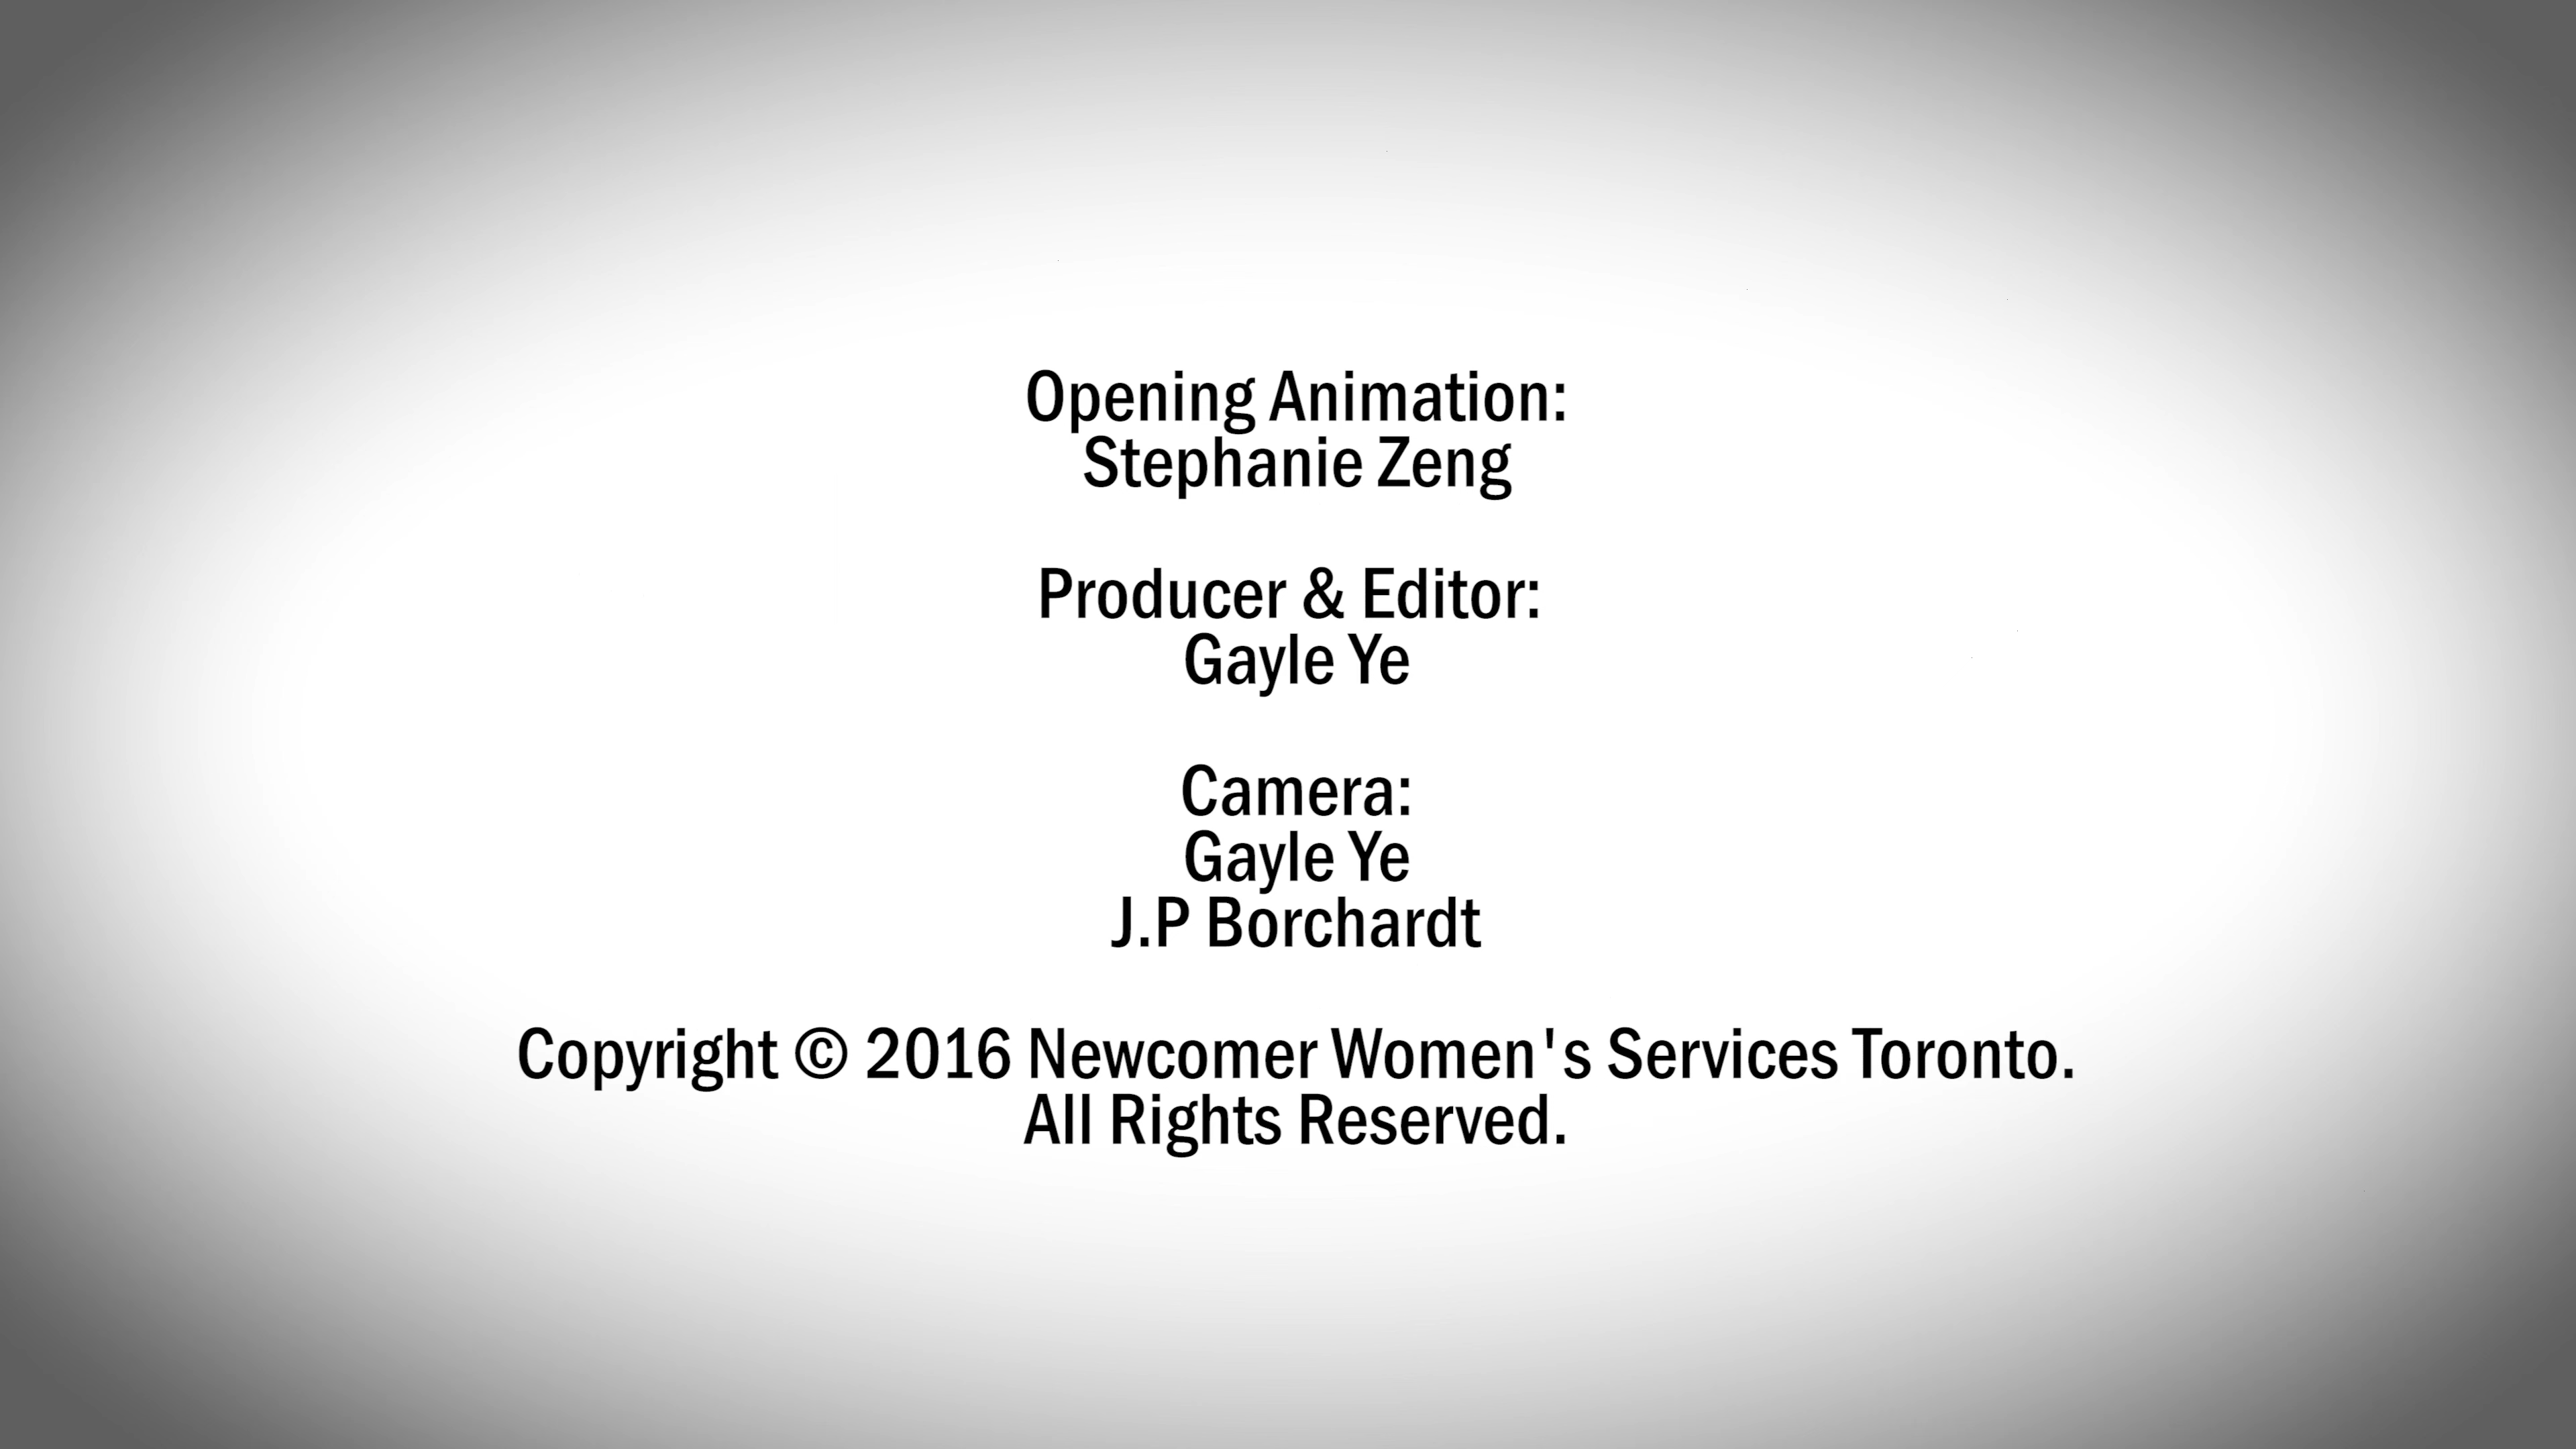 Opening Animation:
Stephanie Zeng
Producer & Editor:
Gayle Ye
Camera:
Gayle Ye
J.P Borchardt
Copyright © 2016 Newcomer Women's Services Toronto.
All Rights Reserved.